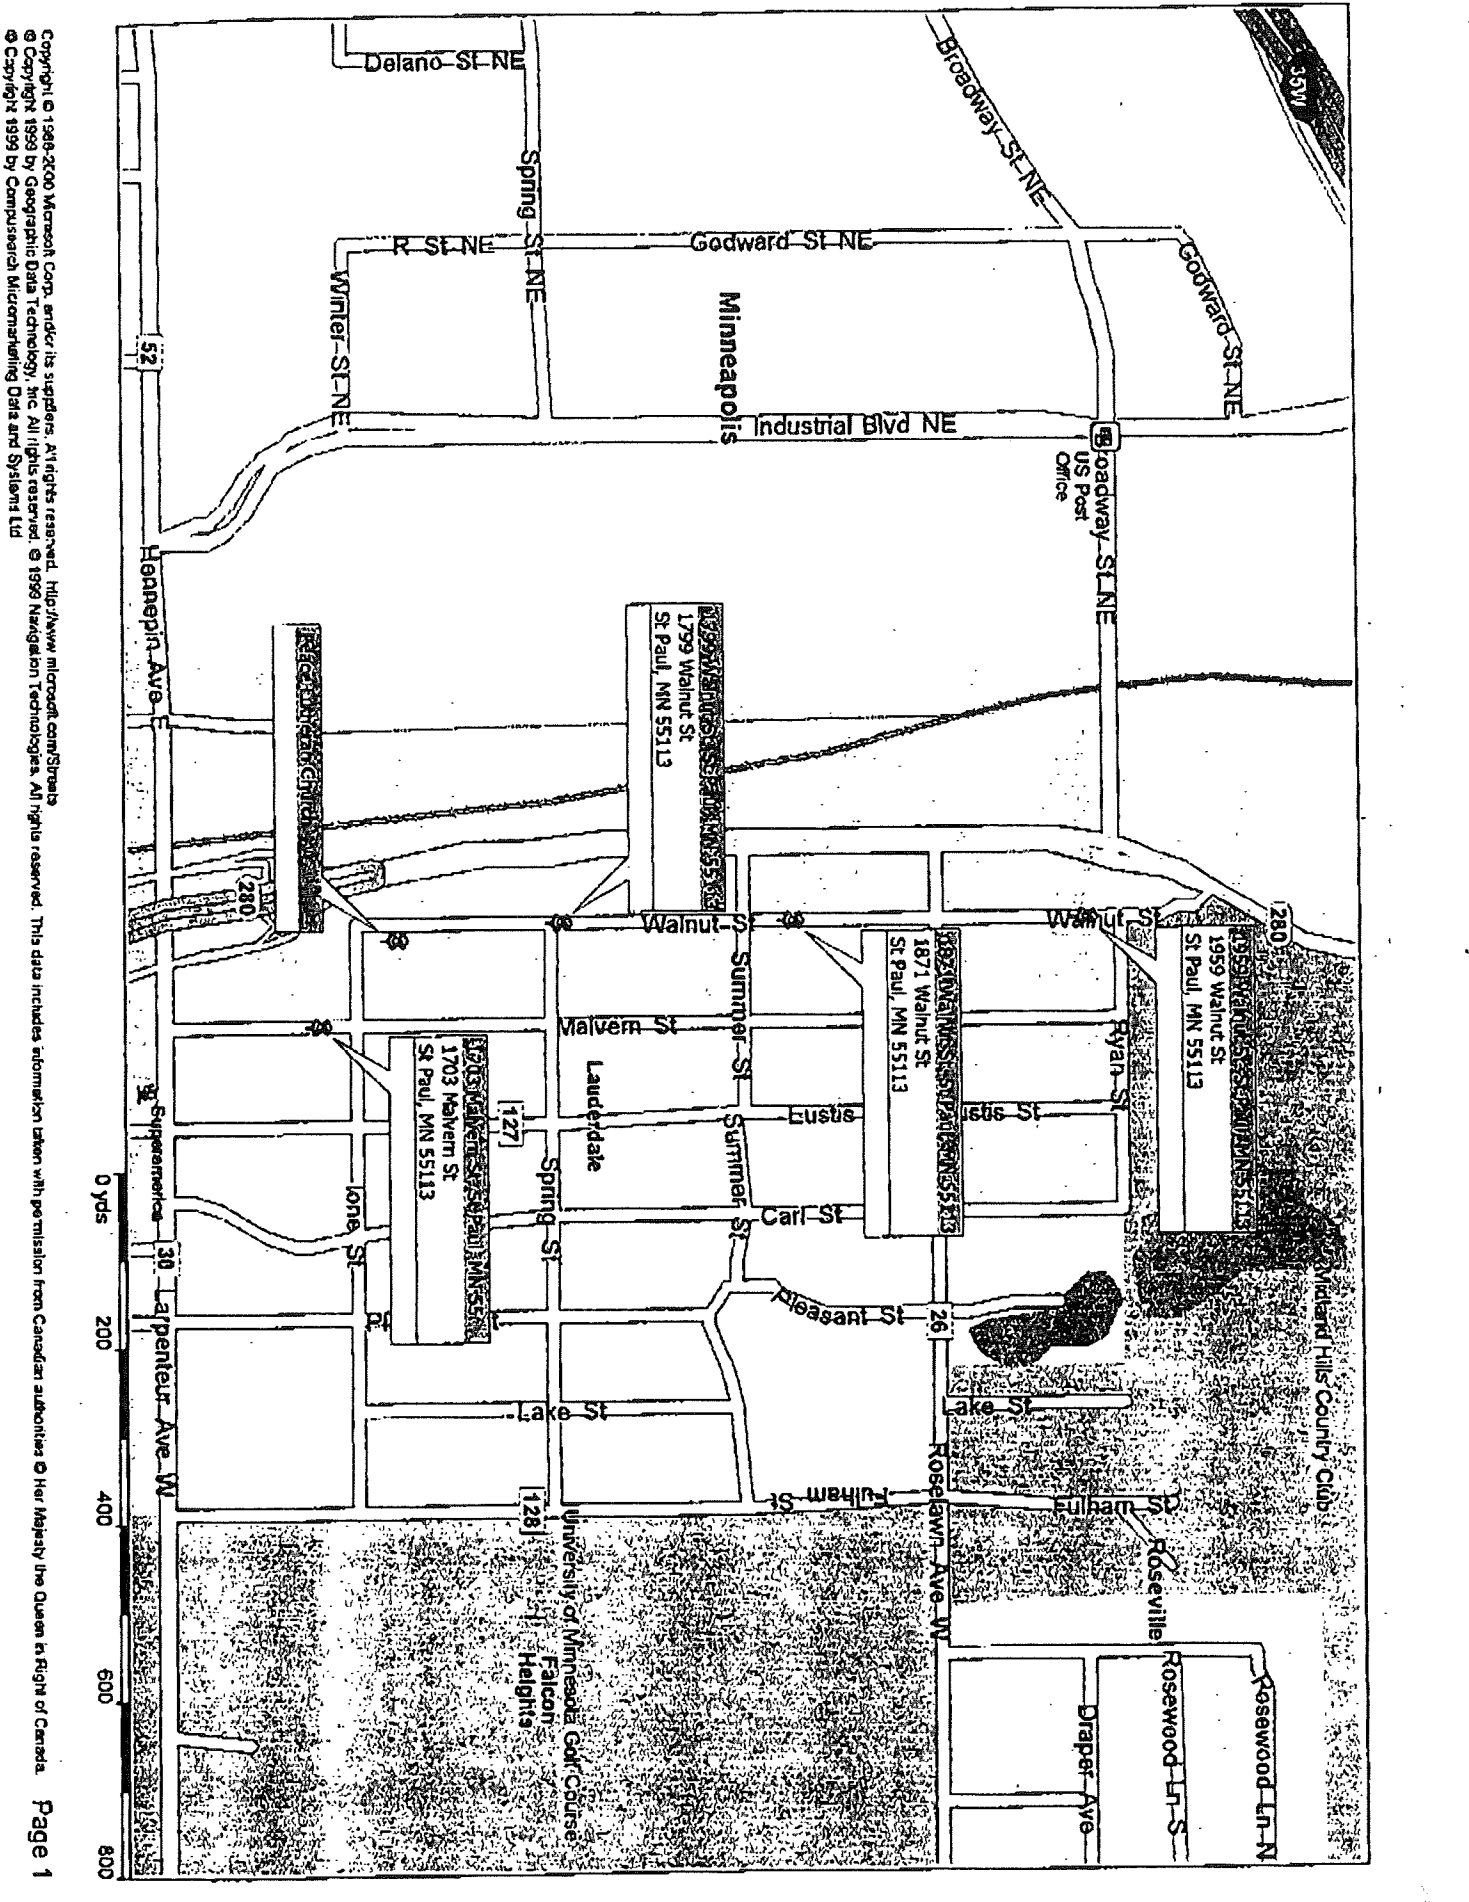 35W
Delano St NE
Broadway St NE
Spring St NE
R St NE
Godward St NE
Godward St NE
Winter St NE
52
Minneapolis
Industrial Blvd NE
US Post
Office
roadway St NE
Hennepin Ave E
1799 Walnut St
St Paul, MN 55113
280
Walnut St
Walnut St
280
1959 Walnut St
St Paul, MN 55113
1871 Walnut St
St Paul, MN 55113
Summer St
Malvern St
Ryan St
1703 Malvern St
St Paul, MN 55113
Lauderdale
127
Eustis
ustis St
Superamerica
Summer St
Spring St
Ione St
Carl St
30
Larpenteur Ave W
Pleasant St
26
Midland Hills Country Club
Lake St
Lake St
Roselawn Ave W
128
Fulham St
Fulham St
Roseville
University of Minnesota Golf Course
Falcon
Heights
Rosewood Ln S
Rosewood Ln N
Draper Ave
0 yds
200
400
600
800
Copyright © 1988-2000 Microsoft Corp. and/or its suppliers. All rights reserved. http://www.microsoft.com/Streets
© Copyright 1999 by Geographic Data Technology, Inc. All rights reserved. © 1999 Navigation Technologies. All rights reserved. This data includes information taken with permission from Canadian authorities © Her Majesty the Queen in Right of Canada.
© Copyright 1999 by Compusearch Micromarketing Data and Systems Ltd
Page 1